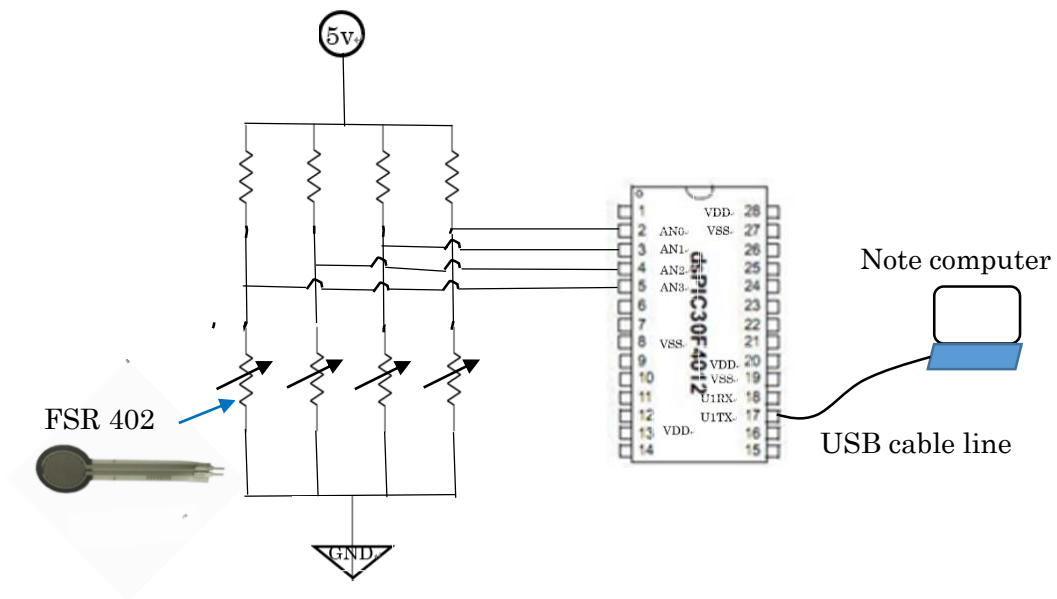 5v
1
2
3
4
5
6
7
8
9
10
11
12
13
14
AN0
AN1
AN2
AN3
VSS
VDD
dsPIC30F4012
VDD 28
VSS 27
26
25
24
23
22
21
VDD 20
VSS 19
U1RX 18
U1TX 17
16
15
Note computer
USB cable line
FSR 402
GND